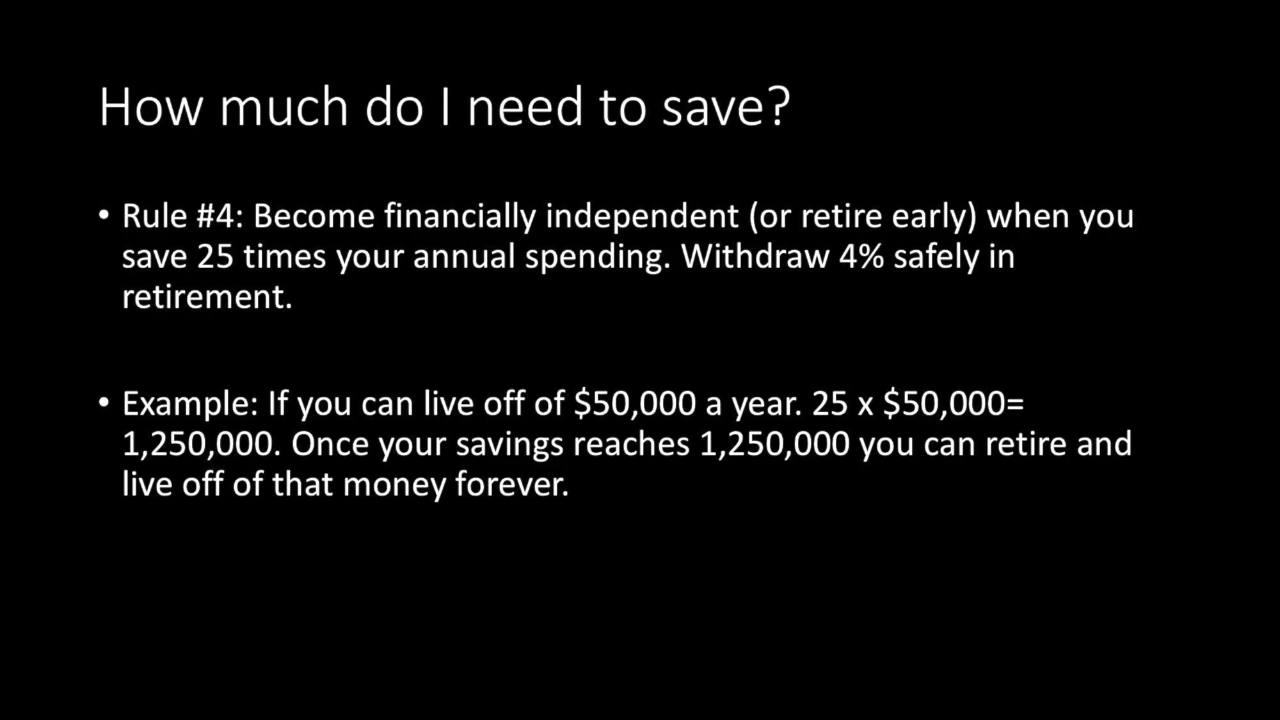 How much do I need to save?
• Rule #4: Become financially independent (or retire early) when you
save 25 times your annual spending. Withdraw 4% safely in
retirement.
• Example: If you can live off of $50,000 a year. 25 x $50,000=
1,250,000. Once your savings reaches 1,250,000 you can retire and
live off of that money forever.